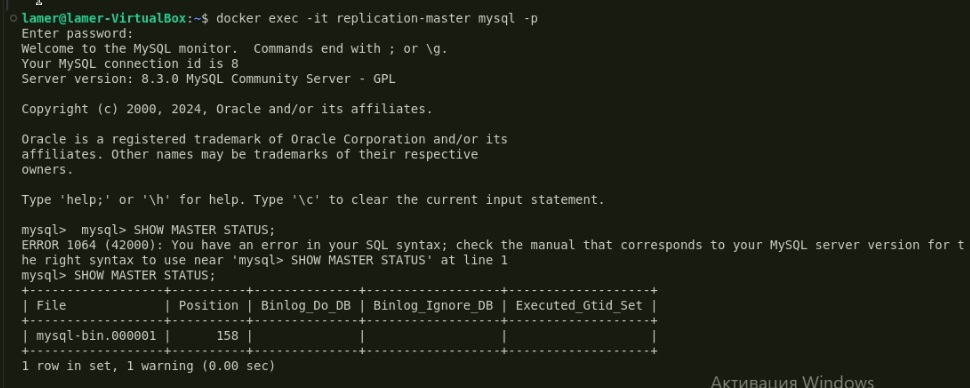 lamer@lamer-VirtualBox:~$ docker exec -it replication-master mysql -p
Enter password:
Welcome to the MySQL monitor.  Commands end with ; or \g.
Your MySQL connection id is 8
Server version: 8.3.0 MySQL Community Server - GPL

Copyright (c) 2000, 2024, Oracle and/or its affiliates.

Oracle is a registered trademark of Oracle Corporation and/or its
affiliates. Other names may be trademarks of their respective
owners.

Type 'help;' or '\h' for help. Type '\c' to clear the current input statement.

mysql>  mysql> SHOW MASTER STATUS;
ERROR 1064 (42000): You have an error in your SQL syntax; check the manual that corresponds to your MySQL server version for t
he right syntax to use near 'mysql> SHOW MASTER STATUS' at line 1
mysql> SHOW MASTER STATUS;
+------------------+----------+--------------+------------------+-------------------+
| File             | Position | Binlog_Do_DB | Binlog_Ignore_DB | Executed_Gtid_Set |
+------------------+----------+--------------+------------------+-------------------+
| mysql-bin.000001 |      158 |              |                  |                   |
+------------------+----------+--------------+------------------+-------------------+
1 row in set, 1 warning (0.00 sec)
Активация Windows